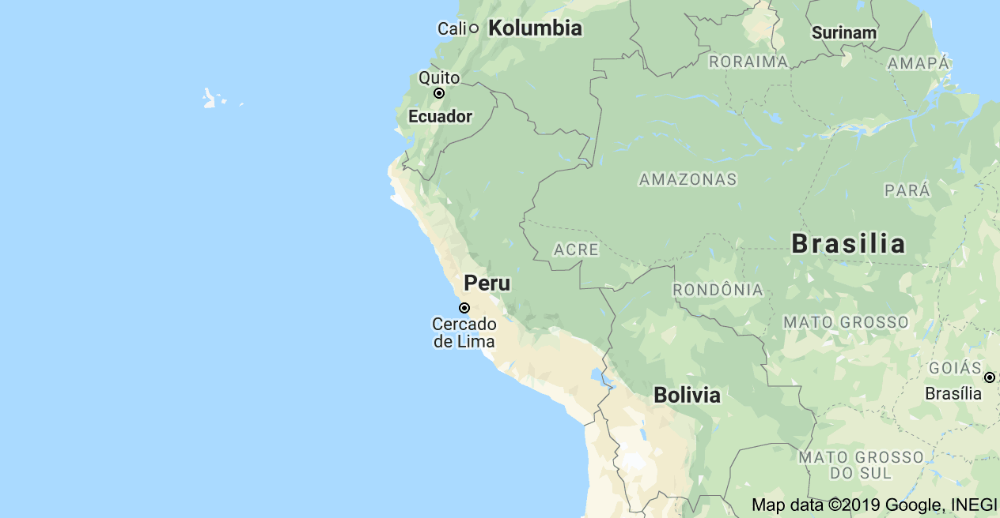 Cali
Kolumbia
Surinam
RORAIMA
AMAPÁ
Quito
Ecuador
AMAZONAS
PARÁ
Brasilia
ACRE
Peru
RONDÔNIA
Cercado
de Lima
MATO GROSSO
GOIÁS
Brasília
Bolivia
MATO GROSSO
DO SUL
Map data ©2019 Google, INEGI